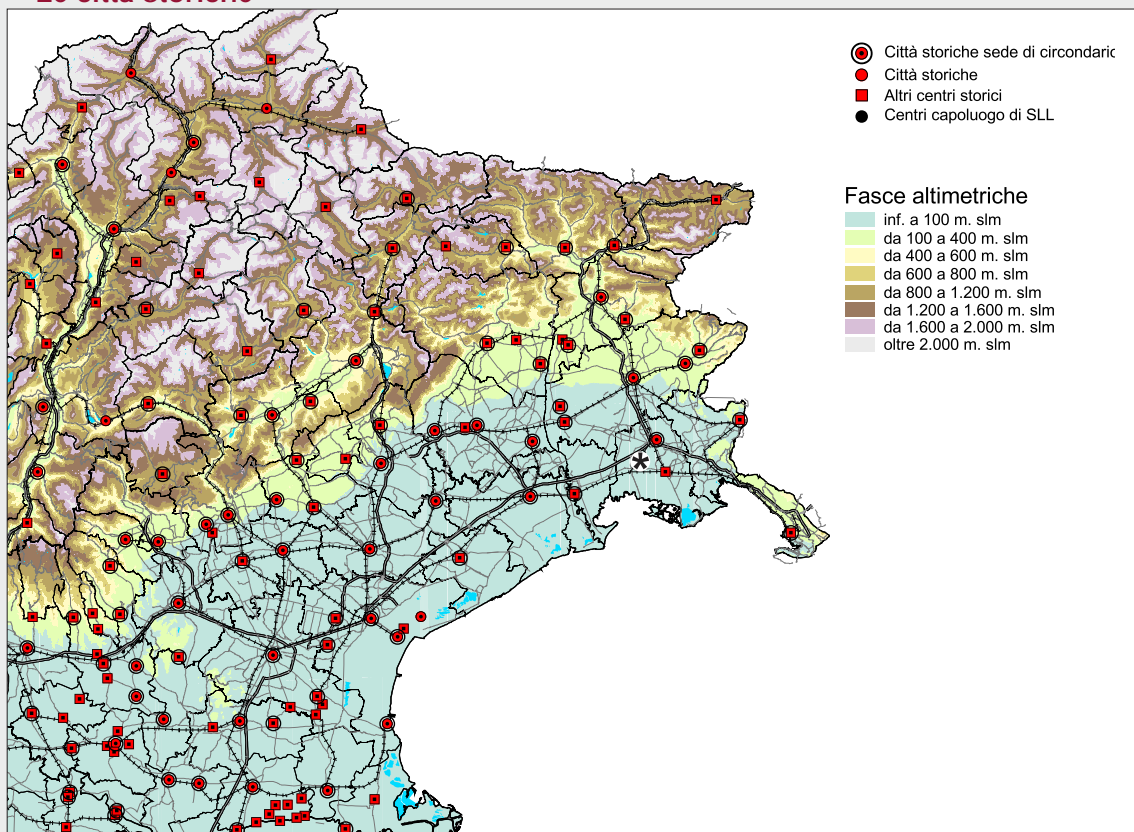 Città storiche sede di circondario
Città storiche
Altri centri storici
Centri capoluogo di SLL
*
Fasce altimetriche
inf. a 100 m. slm
da 100 a 400 m. slm
da 400 a 600 m. slm
da 600 a 800 m. slm
da 800 a 1.200 m. slm
da 1.200 a 1.600 m. slm
da 1.600 a 2.000 m. slm
oltre 2.000 m. slm